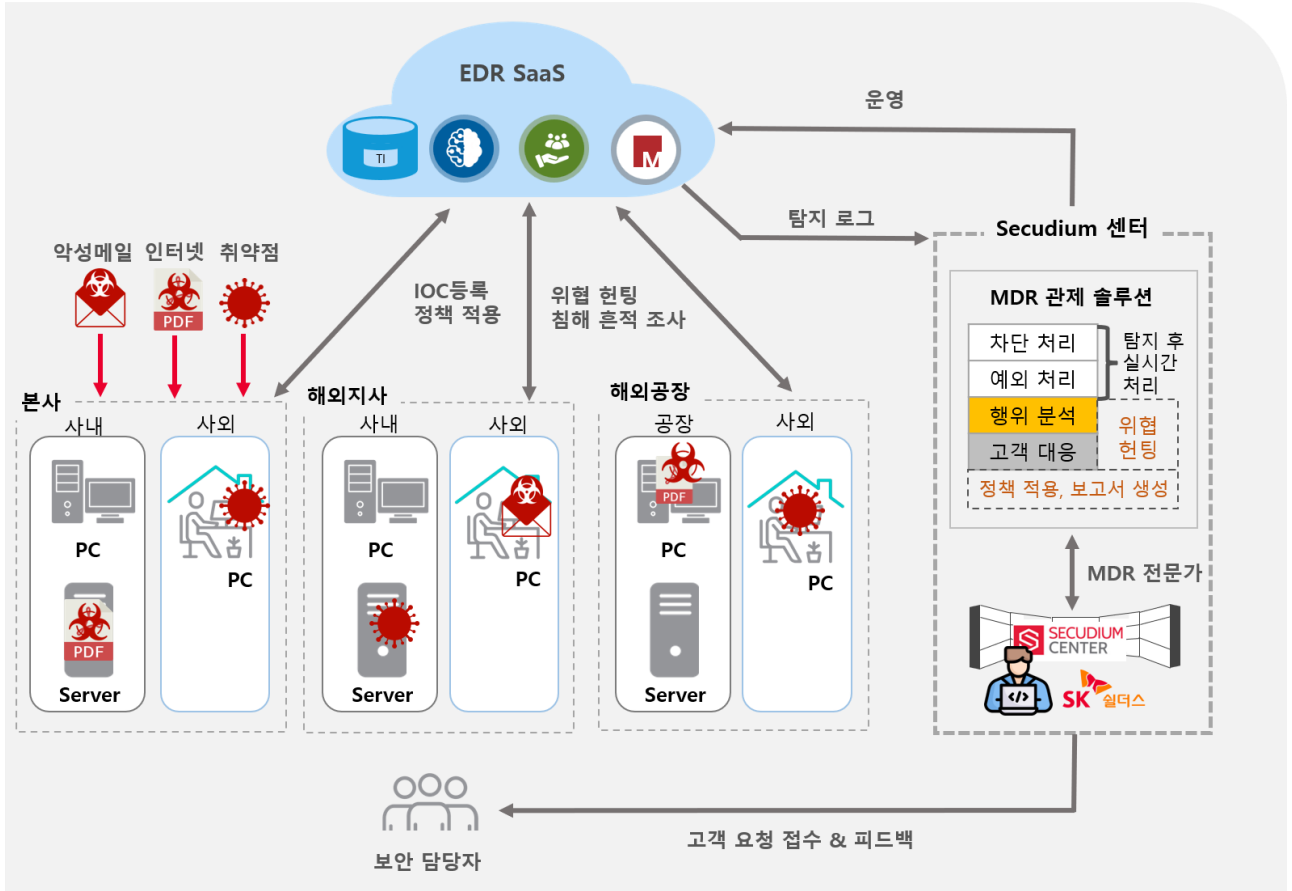 EDR SaaS
TI
M
운영
탐지 로그
악성메일
인터넷
취약점
PDF
IOC등록
정책 적용
위협 헌팅
침해 흔적 조사
본사
사내
사외
PC
PC
PDF
Server
해외지사
사내
사외
PC
PC
Server
해외공장
공장
사외
PDF
PC
PC
Server
Secudium 센터
MDR 관제 솔루션
차단 처리
예외 처리
행위 분석
고객 대응
탐지 후
실시간
처리
위협
헌팅
정책 적용, 보고서 생성
MDR 전문가
SECUDIUM
CENTER
</>
SK 쉴더스
보안 담당자
고객 요청 접수 & 피드백